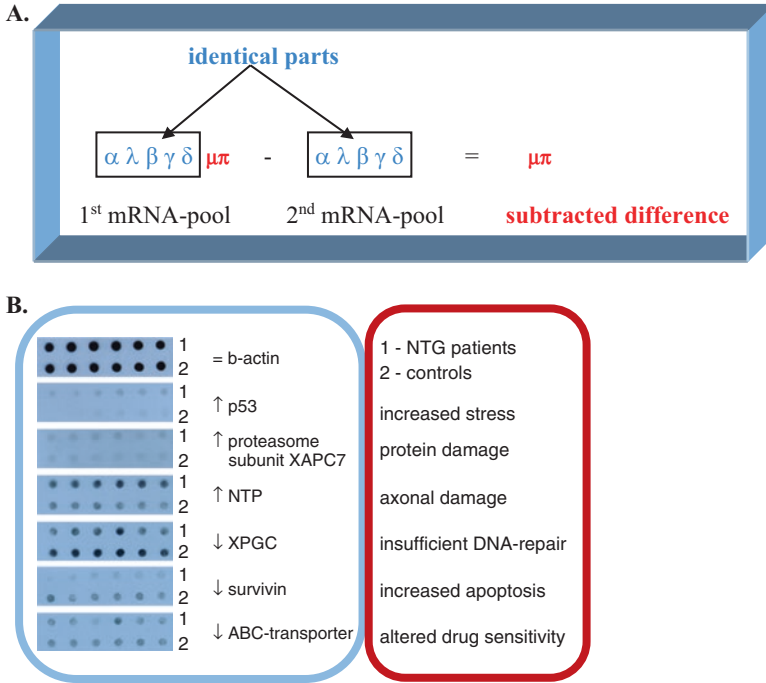 A.
identical parts
α λ β γ δ μπ - α λ β γ δ = μπ
1st mRNA-pool 2nd mRNA-pool subtracted difference
B.
1
2
= b-actin
1 - NTG patients
2 - controls
1
2
↑ p53
increased stress
1
2
↑ proteasome
subunit XAPC7
protein damage
1
2
↑ NTP
axonal damage
1
2
↓ XPGC
insufficient DNA-repair
1
2
↓ survivin
increased apoptosis
1
2
↓ ABC-transporter
altered drug sensitivity